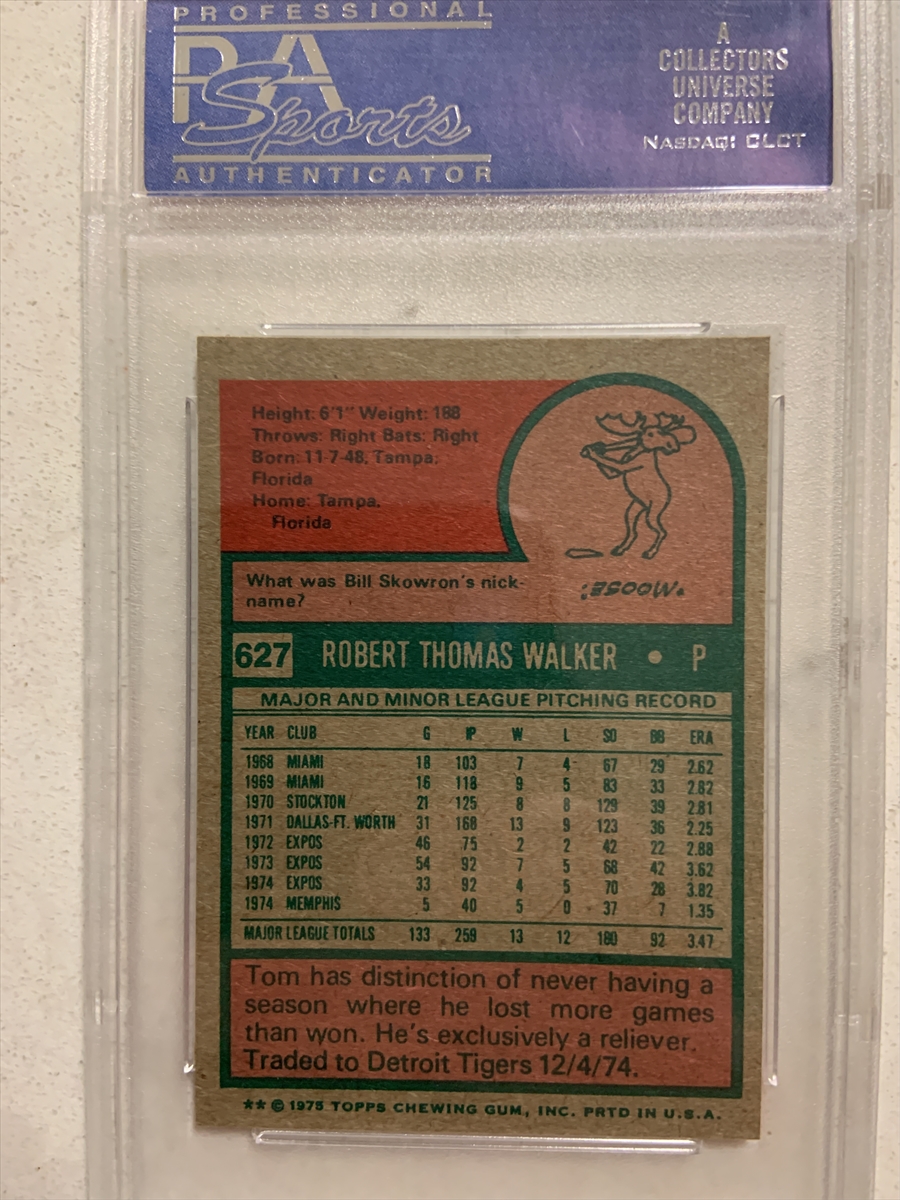 PROFESSIONAL
PSA
Sports
AUTHENTICATOR
A
COLLECTORS
UNIVERSE
COMPANY
NASDAQ: CLCT
Height: 6'1" Weight: 188
Throws: Right Bats: Right
Born: 11-7-48, Tampa,
Florida
Home: Tampa,
Florida
What was Bill Skowron's nick-
name?
"MOOSE!"
627 ROBERT THOMAS WALKER • P
MAJOR AND MINOR LEAGUE PITCHING RECORD
YEAR CLUB G IP W L SO BB ERA
1968 MIAMI 18 103 7 4 67 29 2.62
1969 MIAMI 16 118 9 5 83 33 2.82
1970 STOCKTON 21 125 8 8 129 39 2.81
1971 DALLAS-FT. WORTH 31 168 13 9 123 36 2.25
1972 EXPOS 46 75 2 2 42 22 2.88
1973 EXPOS 54 92 7 5 68 42 3.62
1974 EXPOS 33 92 4 5 70 28 3.82
1974 MEMPHIS 5 40 5 0 37 7 1.35
MAJOR LEAGUE TOTALS 133 259 13 12 180 92 3.47
Tom has distinction of never having a
season where he lost more games
than won. He's exclusively a reliever.
Traded to Detroit Tigers 12/4/74.
** © 1975 TOPPS CHEWING GUM, INC. PRTD IN U.S.A.